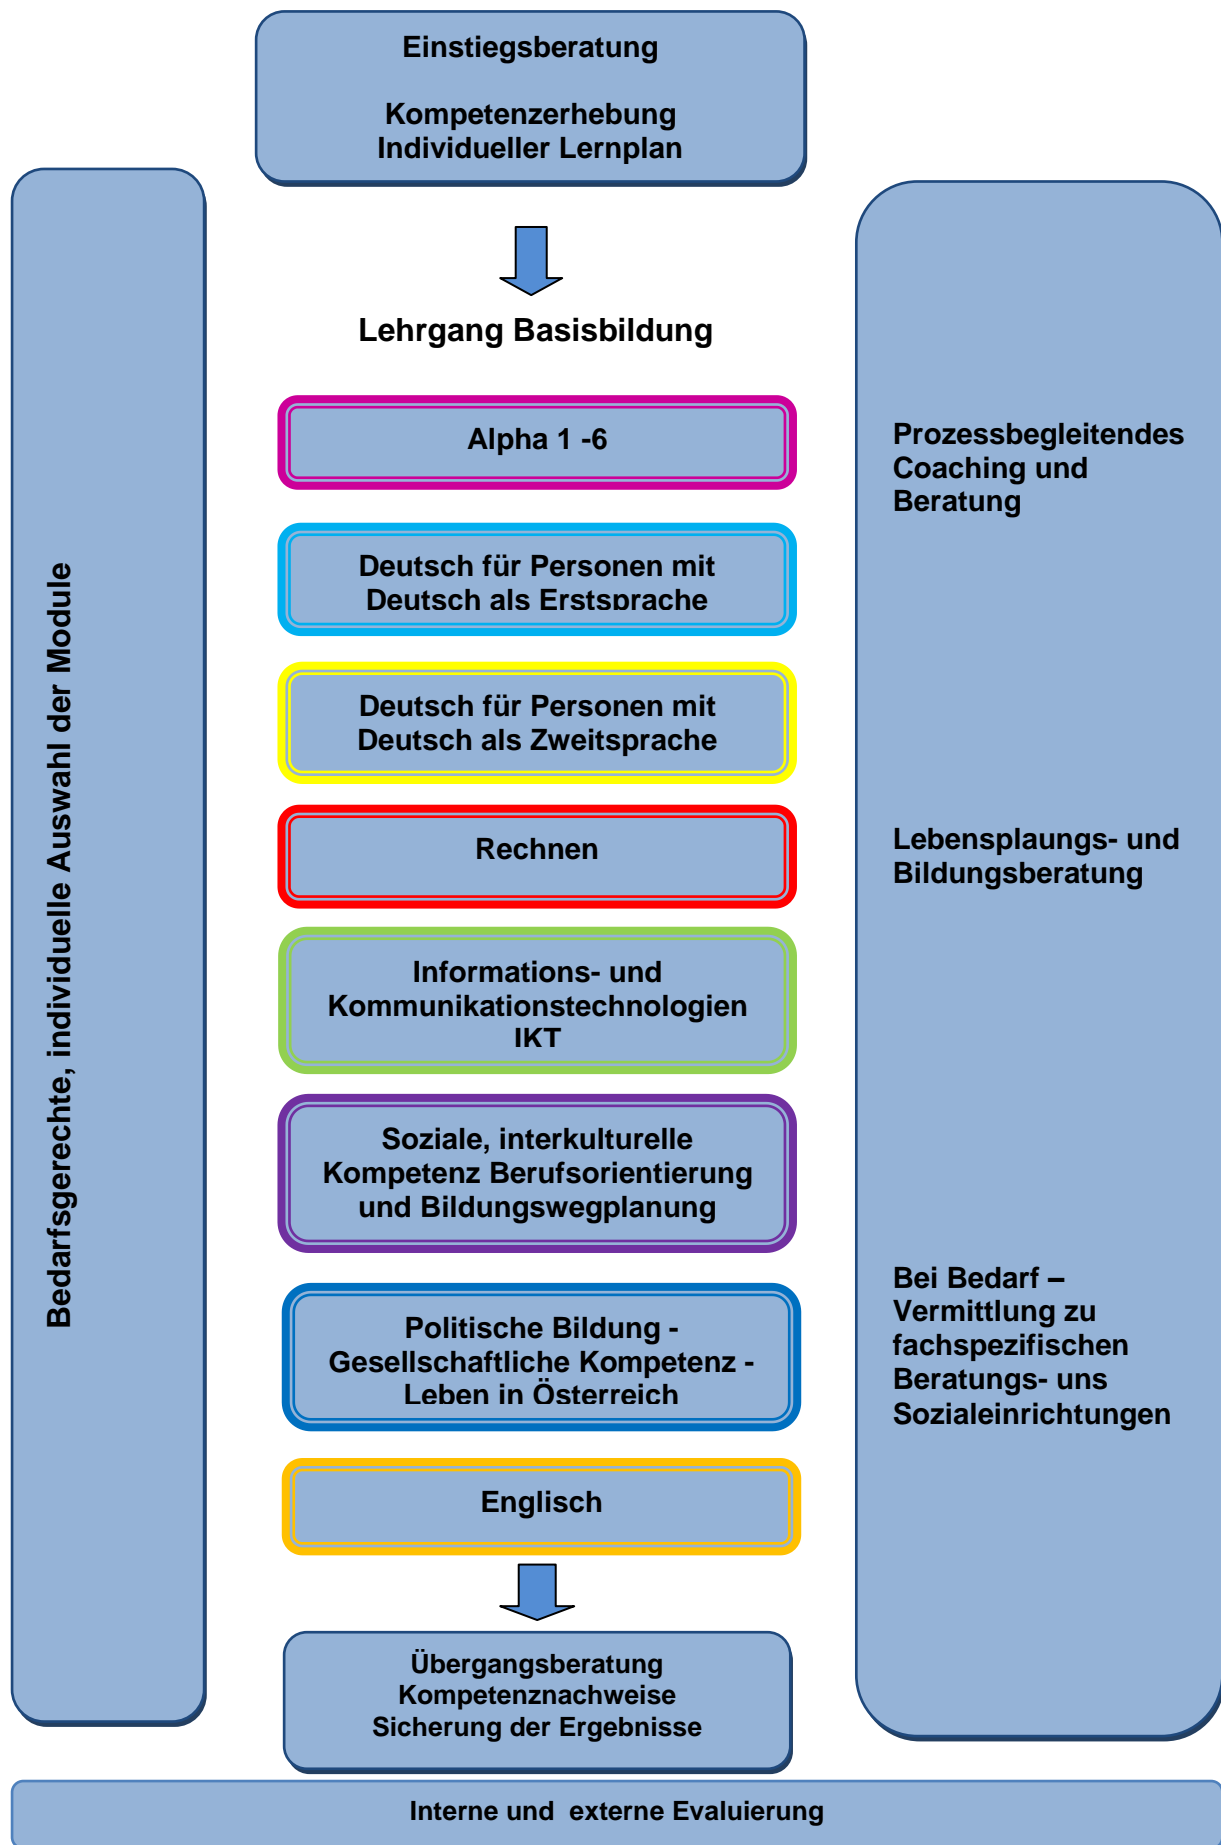 Einstiegsberatung
Kompetenzerhebung
Individueller Lernplan
Bedarfsgerechte, individuelle Auswahl der Module
Lehrgang Basisbildung
Alpha 1 -6
Deutsch für Personen mit
Deutsch als Erstsprache
Deutsch für Personen mit
Deutsch als Zweitsprache
Rechnen
Informations- und
Kommunikationstechnologien
IKT
Soziale, interkulturelle
Kompetenz Berufsorientierung
und Bildungswegplanung
Politische Bildung -
Gesellschaftliche Kompetenz -
Leben in Österreich
Englisch
Prozessbegleitendes
Coaching und
Beratung
Lebensplaungs- und
Bildungsberatung
Bei Bedarf –
Vermittlung zu
fachspezifischen
Beratungs- uns
Sozialeinrichtungen
Übergangsberatung
Kompetenznachweise
Sicherung der Ergebnisse
Interne und  externe Evaluierung